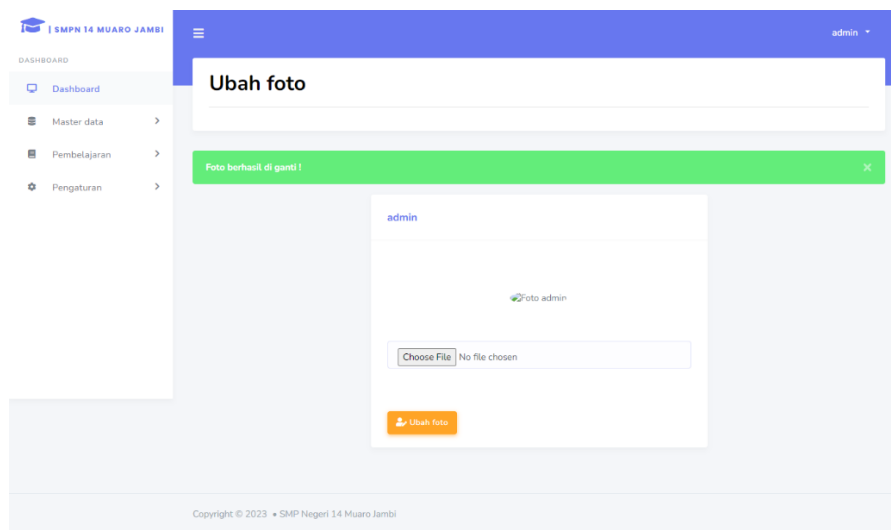 | SMPN 14 MUARO JAMBI
admin
DASHBOARD
Dashboard
Master data
Pembelajaran
Pengaturan
Ubah foto
Foto berhasil di ganti !
admin
Foto admin
Choose File No file chosen
Ubah foto
Copyright © 2023 • SMP Negeri 14 Muaro Jambi